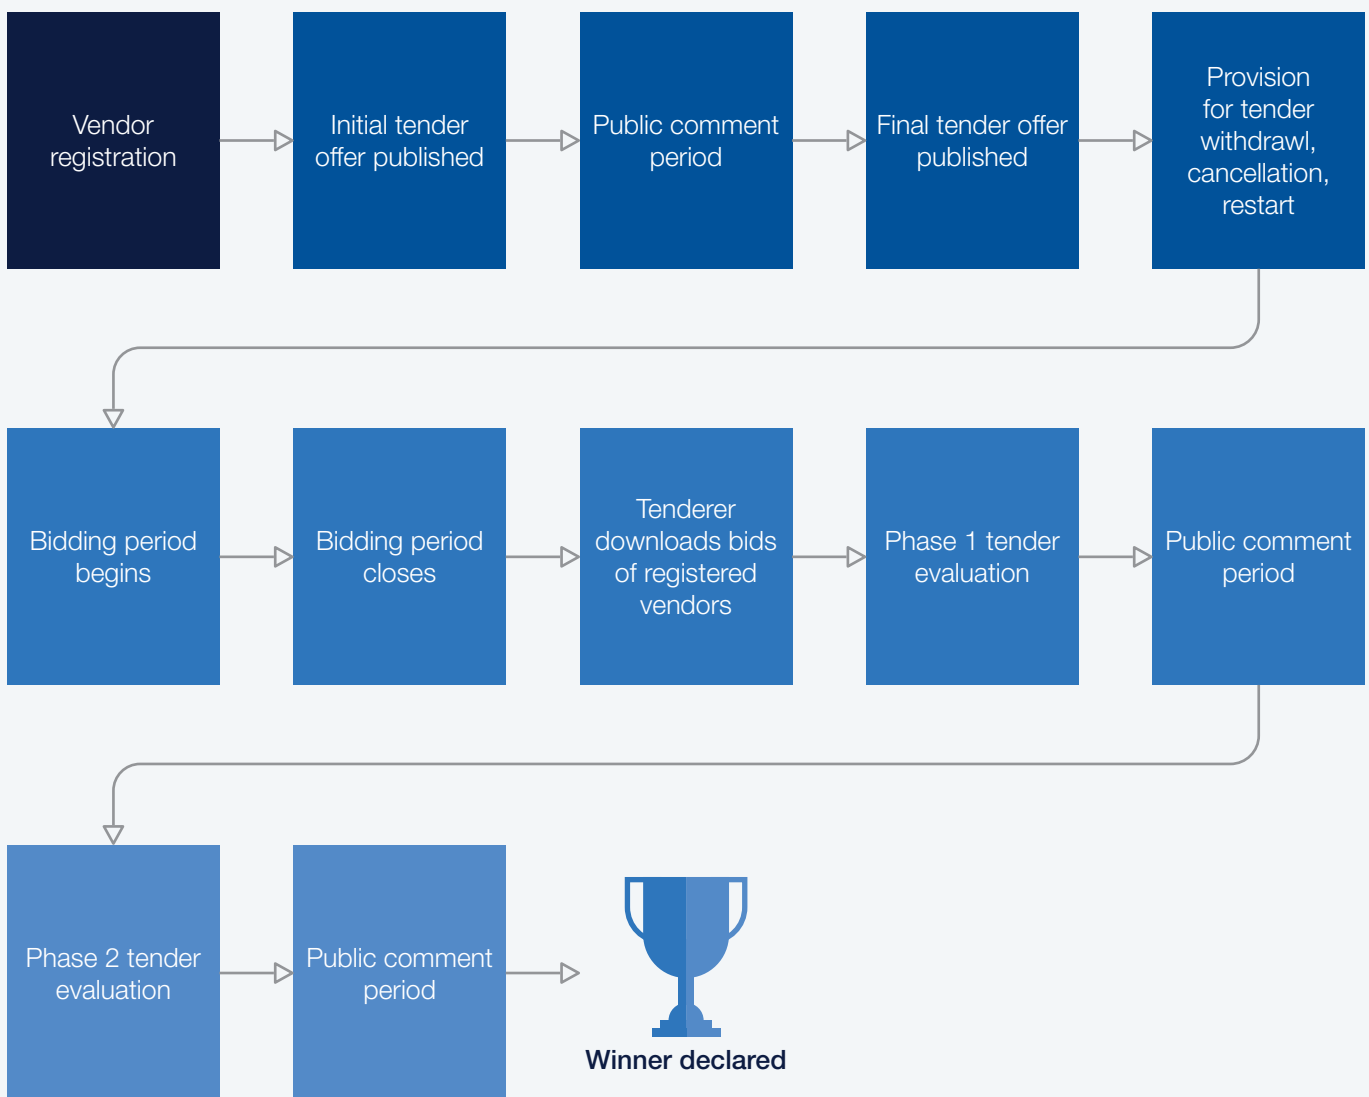 Vendor
registration
Initial tender
offer published
Public comment
period
Final tender offer
published
Provision
for tender
withdrawl,
cancellation,
restart
Bidding period
begins
Bidding period
closes
Tenderer
downloads bids
of registered
vendors
Phase 1 tender
evaluation
Public comment
period
Phase 2 tender
evaluation
Public comment
period
Winner declared